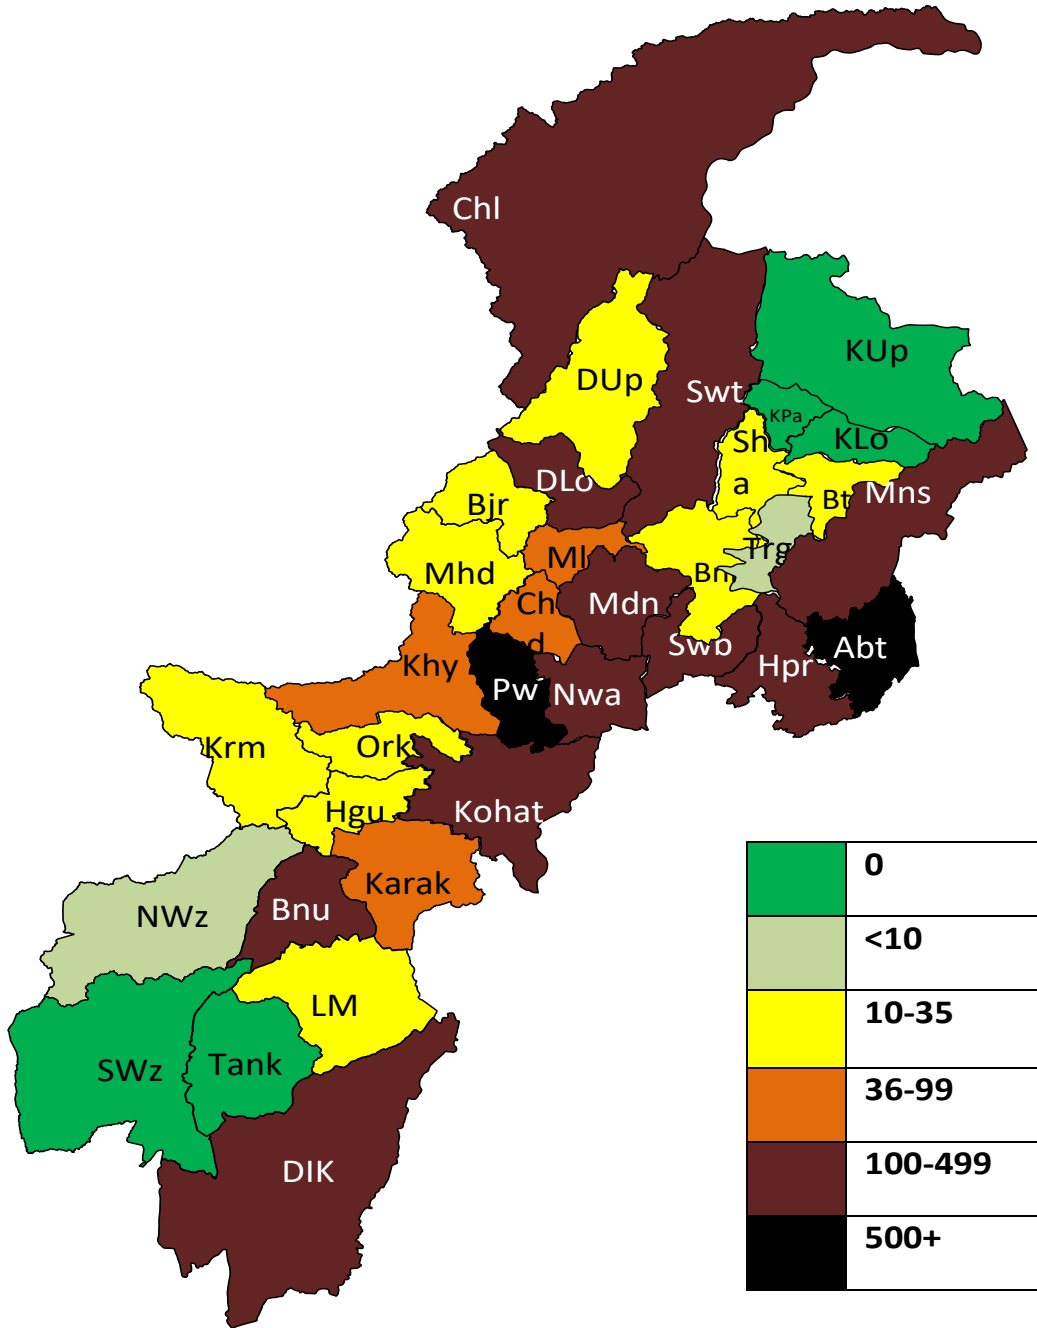 Chl
KUp
DUp
Swt
KPa
Sh
a
KLo
DLo
Bjr
Bt
Mns
Trg
Ml
Mhd
Bn
Ch
d
Mdn
Swb
Abt
Khy
Hpr
Pw
Nwa
Krm
Ork
Hgu
Kohat
Karak
NWz
Bnu
LM
SWz
Tank
DIK
0
<10
10-35
36-99
100-499
500+